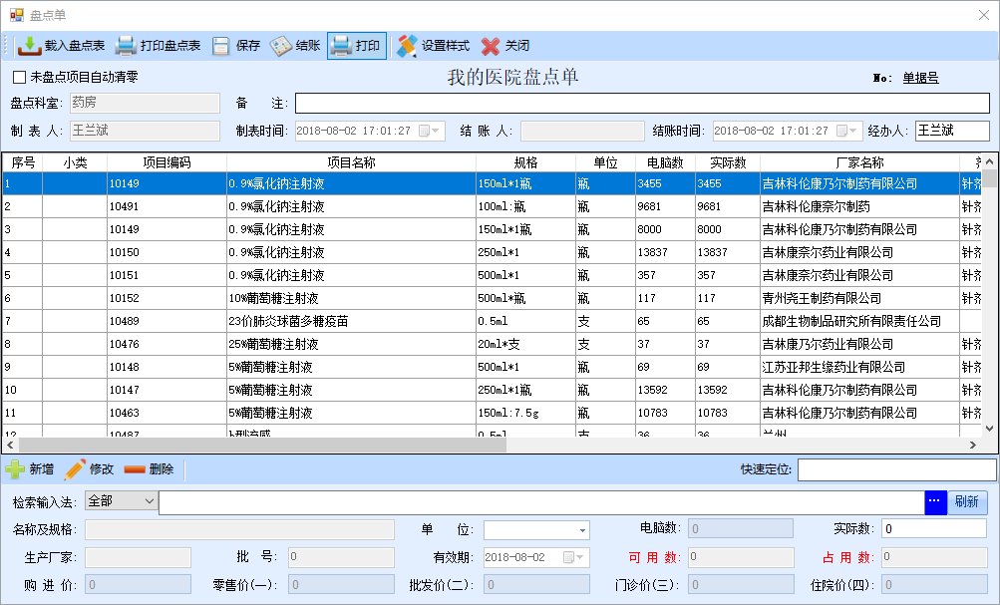 盘点单
载入盘点表 打印盘点表 保存 结账 打印 设置样式 关闭
未盘点项目自动清零 我的医院盘点单 No: 单据号
盘点科室: 药房 备 注:
制 表 人: 王兰斌 制表时间: 2018-08-02 17:01:27 结 账 人: 结账时间: 2018-08-02 17:01:27 经办人: 王兰斌
序号 小类 项目编码 项目名称 规格 单位 电脑数 实际数 厂家名称
1 10149 0.9%氯化钠注射液 150ml*1瓶 瓶 3455 3455 吉林科伦康乃尔制药有限公司 针剂
2 10491 0.9%氯化钠注射液 100ml:瓶 瓶 9681 9681 吉林科伦康奈尔制药 针剂
3 10149 0.9%氯化钠注射液 150ml*1瓶 瓶 8000 8000 吉林科伦康乃尔制药有限公司 针剂
4 10150 0.9%氯化钠注射液 250ml*1 瓶 13837 13837 吉林康奈尔药业有限公司 针剂
5 10151 0.9%氯化钠注射液 500ml*1 瓶 357 357 吉林康奈尔药业有限公司 针剂
6 10152 10%葡萄糖注射液 500ml*瓶 瓶 117 117 青州尧王制药有限公司 针剂
7 10489 23价肺炎球菌多糖疫苗 0.5ml 支 65 65 成都生物制品研究所有限责任公司
8 10476 25%葡萄糖注射液 20ml*支 支 37 37 吉林康乃尔药业有限公司 针剂
9 10148 5%葡萄糖注射液 500ml*1 瓶 69 69 江苏亚邦生缘药业有限公司 针剂
10 10147 5%葡萄糖注射液 250ml*1瓶 瓶 13592 13592 吉林科伦康乃尔制药有限公司 针剂
11 10463 5%葡萄糖注射液 150ml:7.5g 瓶 10783 10783 吉林科伦康乃尔制药有限公司 针剂
12 10487 b型流感 0.5ml 支 36 36 兰州
新增 修改 删除 快速定位:
检索输入法: 全部 ... 刷新
名称及规格: 单 位: 电脑数: 0 实际数: 0
生产厂家: 批 号: 0 有效期: 2018-08-02 可 用 数: 0 占 用 数: 0
购 进 价: 0 零售价(一): 0 批发价(二): 0 门诊价(三): 0 住院价(四): 0